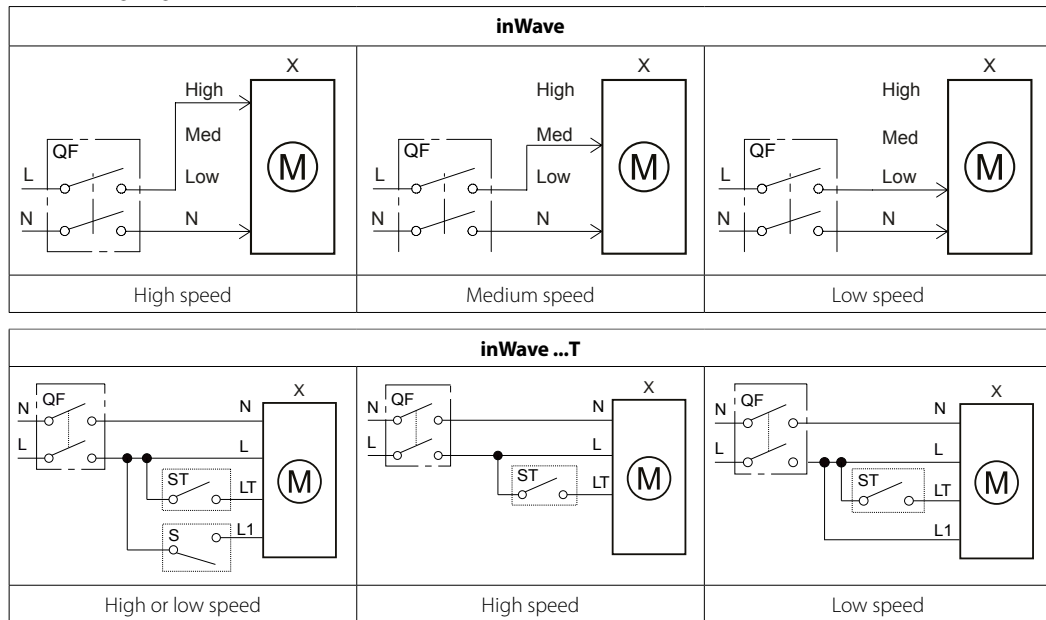 inWave
X
High
Med
Low
N
QF
L
N
M
High speed
X
High
Med
Low
N
QF
L
N
M
Medium speed
X
High
Med
Low
N
QF
L
N
M
Low speed
inWave ...T
X
QF
N
N
L
L
ST
LT
S
L1
M
High or low speed
X
QF
N
N
L
L
ST
LT
M
High speed
X
QF
N
N
L
L
ST
LT
L1
M
Low speed